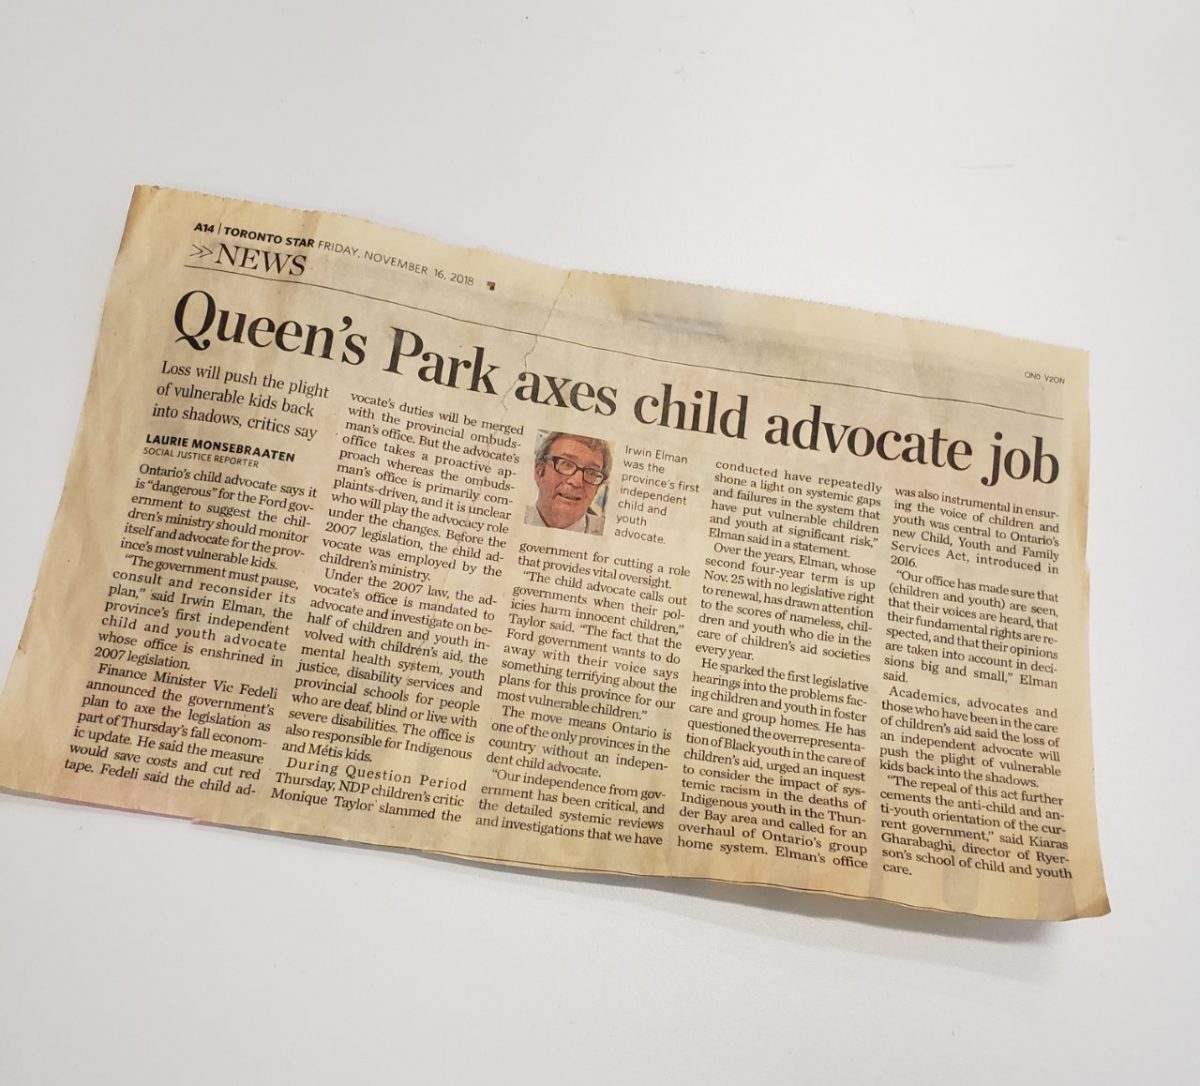 A14 | TORONTO STAR FRIDAY, NOVEMBER 16, 2018
>>NEWS
ON0 V2ON
Queen's Park axes child advocate job
Loss will push the plight
of vulnerable kids back
into shadows, critics say
LAURIE MONSEBRAATEN
SOCIAL JUSTICE REPORTER
Ontario's child advocate says it
is "dangerous" for the Ford gov-
ernment to suggest the chil-
dren's ministry should monitor
itself and advocate for the prov-
ince's most vulnerable kids.
"The government must pause,
consult and reconsider its
plan," said Irwin Elman, the
province's first independent
child and youth advocate
whose office is enshrined in
2007 legislation.
Finance Minister Vic Fedeli
announced the government's
plan to axe the legislation as
part of Thursday's fall econom-
ic update. He said the measure
would save costs and cut red
tape. Fedeli said the child ad-
vocate's duties will be merged
with the provincial ombuds-
man's office. But the advocate's
office takes a proactive ap-
proach whereas the ombuds-
man's office is primarily com-
plaints-driven, and it is unclear
who will play the advocacy role
under the changes. Before the
2007 legislation, the child ad-
vocate was employed by the
children's ministry.
Under the 2007 law, the ad-
vocate's office is mandated to
advocate and investigate on be-
half of children and youth in-
volved with children's aid, the
mental health system, youth
justice, disability services and
provincial schools for people
who are deaf, blind or live with
severe disabilities. The office is
also responsible for Indigenous
and Métis kids.
During Question Period
Thursday, NDP children's critic
Monique Taylor slammed the
Irwin Elman
was the
province's first
independent
child and
youth
advocate.
government for cutting a role
that provides vital oversight.
"The child advocate calls out
governments when their pol-
icies harm innocent children,"
Taylor said. "The fact that the
Ford government wants to do
away with their voice says
something terrifying about the
plans for this province for our
most vulnerable children."
The move means Ontario is
one of the only provinces in the
country without an indepen-
dent child advocate.
"Our independence from gov-
ernment has been critical, and
the detailed systemic reviews
and investigations that we have
conducted have repeatedly
shone a light on systemic gaps
and failures in the system that
have put vulnerable children
and youth at significant risk,"
Elman said in a statement.
Over the years, Elman, whose
second four-year term is up
Nov. 25 with no legislative right
to renewal, has drawn attention
to the scores of nameless, chil-
dren and youth who die in the
care of children's aid societies
every year.
He sparked the first legislative
hearings into the problems fac-
ing children and youth in foster
care and group homes. He has
questioned the overrepresenta-
tion of Black youth in the care of
children's aid, urged an inquest
to consider the impact of sys-
temic racism in the deaths of
Indigenous youth in the Thun-
der Bay area and called for an
overhaul of Ontario's group
home system. Elman's office
was also instrumental in ensur-
ing the voice of children and
youth was central to Ontario's
new Child, Youth and Family
Services Act, introduced in
2016.
"Our office has made sure that
(children and youth) are seen,
that their voices are heard, that
their fundamental rights are re-
spected, and that their opinions
are taken into account in deci-
sions big and small," Elman
said.
Academics, advocates and
those who have been in the care
of children's aid said the loss of
an independent advocate will
push the plight of vulnerable
kids back into the shadows.
"The repeal of this act further
cements the anti-child and an-
ti-youth orientation of the cur-
rent government," said Kiaras
Gharabaghi, director of Ryer-
son's school of child and youth
care.